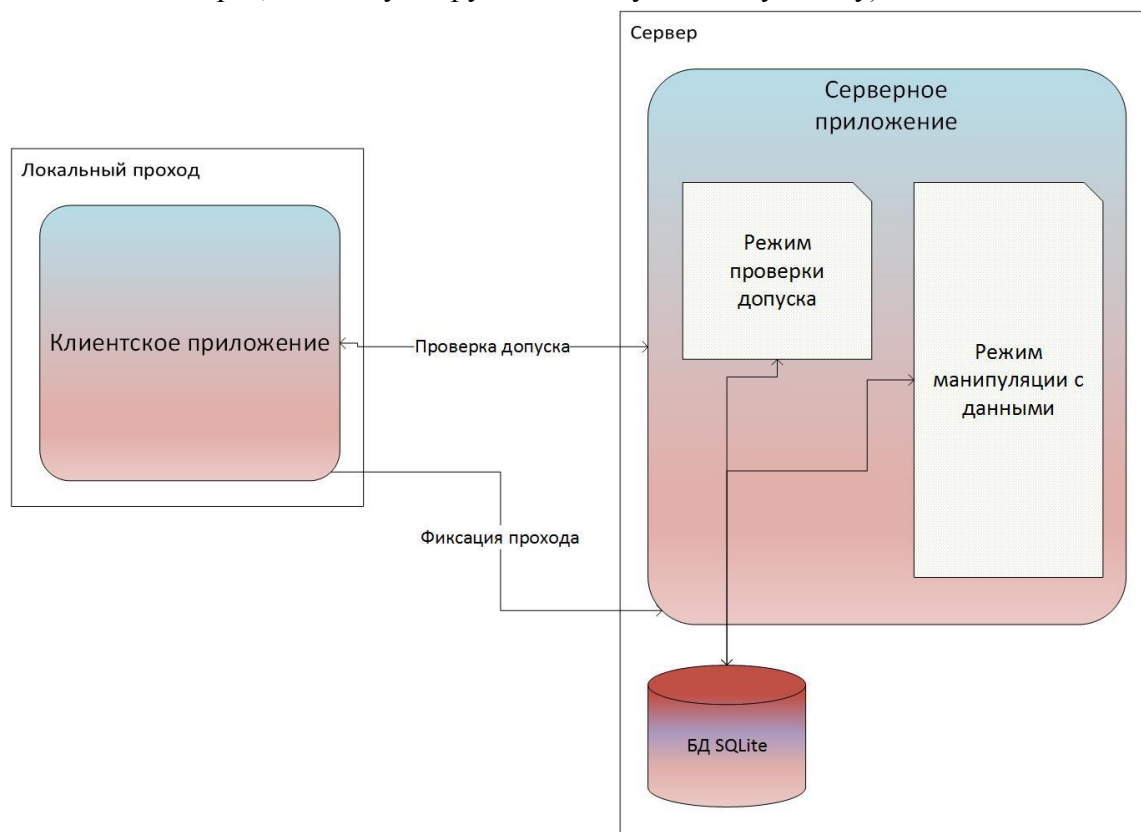 Сервер
Серверное
приложение
Локальный проход
Режим
проверки
допуска
Клиентское приложение
Проверка допуска
Режим
манипуляции с
данными
Фиксация прохода
БД SQLite